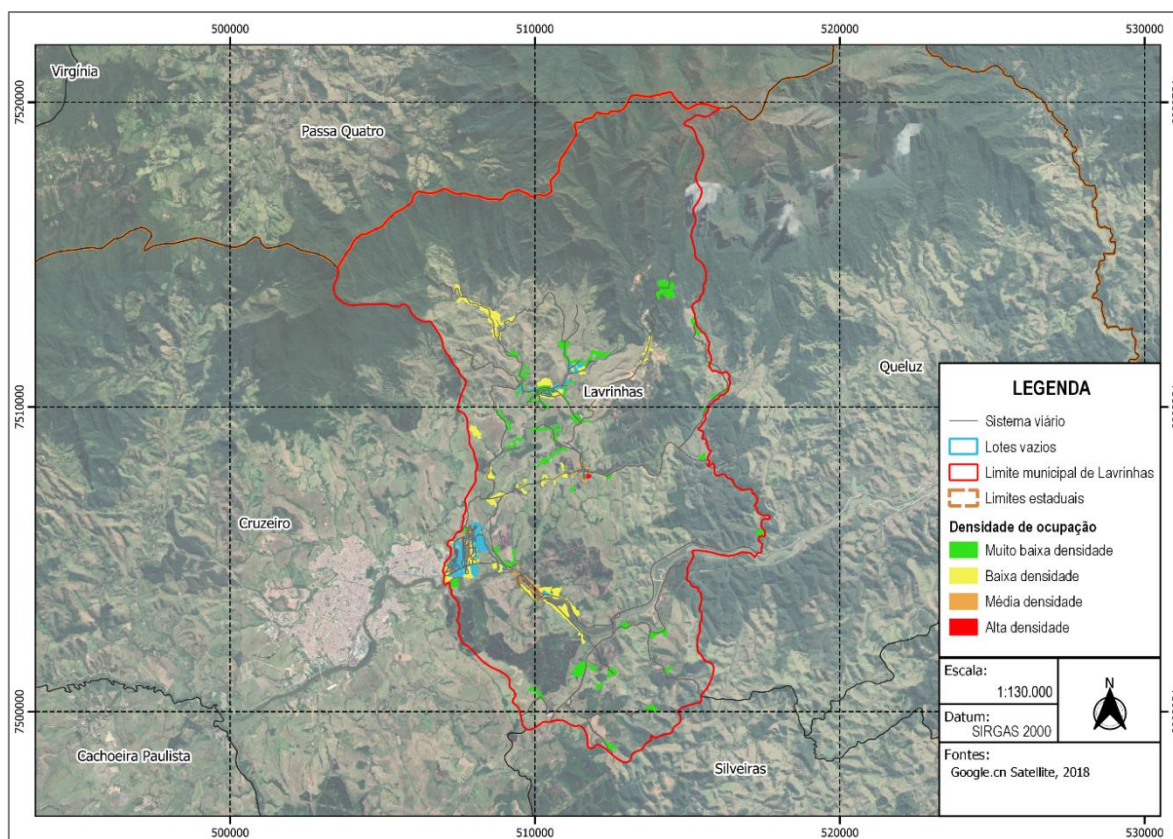 500000 510000 520000 530000
Virgínia
7520000
Passa Quatro
Queluz
Lavrinhas
7510000
Cruzeiro
7500000
Cachoeira Paulista
Silveiras
500000 510000 520000 530000
LEGENDA
Sistema viário
Lotes vazios
Limite municipal de Lavrinhas
Limites estaduais
Densidade de ocupação
Muito baixa densidade
Baixa densidade
Média densidade
Alta densidade
Escala:
1:130.000
N
Datum:
SIRGAS 2000
Fontes:
Google.cn Satellite, 2018